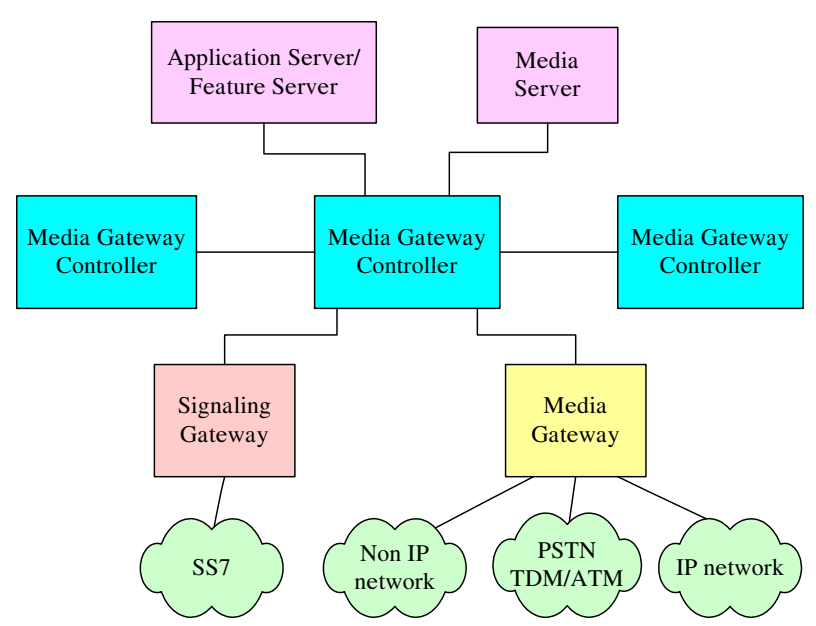 Application Server/
Feature Server
Media
Server
Media Gateway
Controller
Media Gateway
Controller
Media Gateway
Controller
Signaling
Gateway
Media
Gateway
SS7
Non IP
network
PSTN
TDM/ATM
IP network